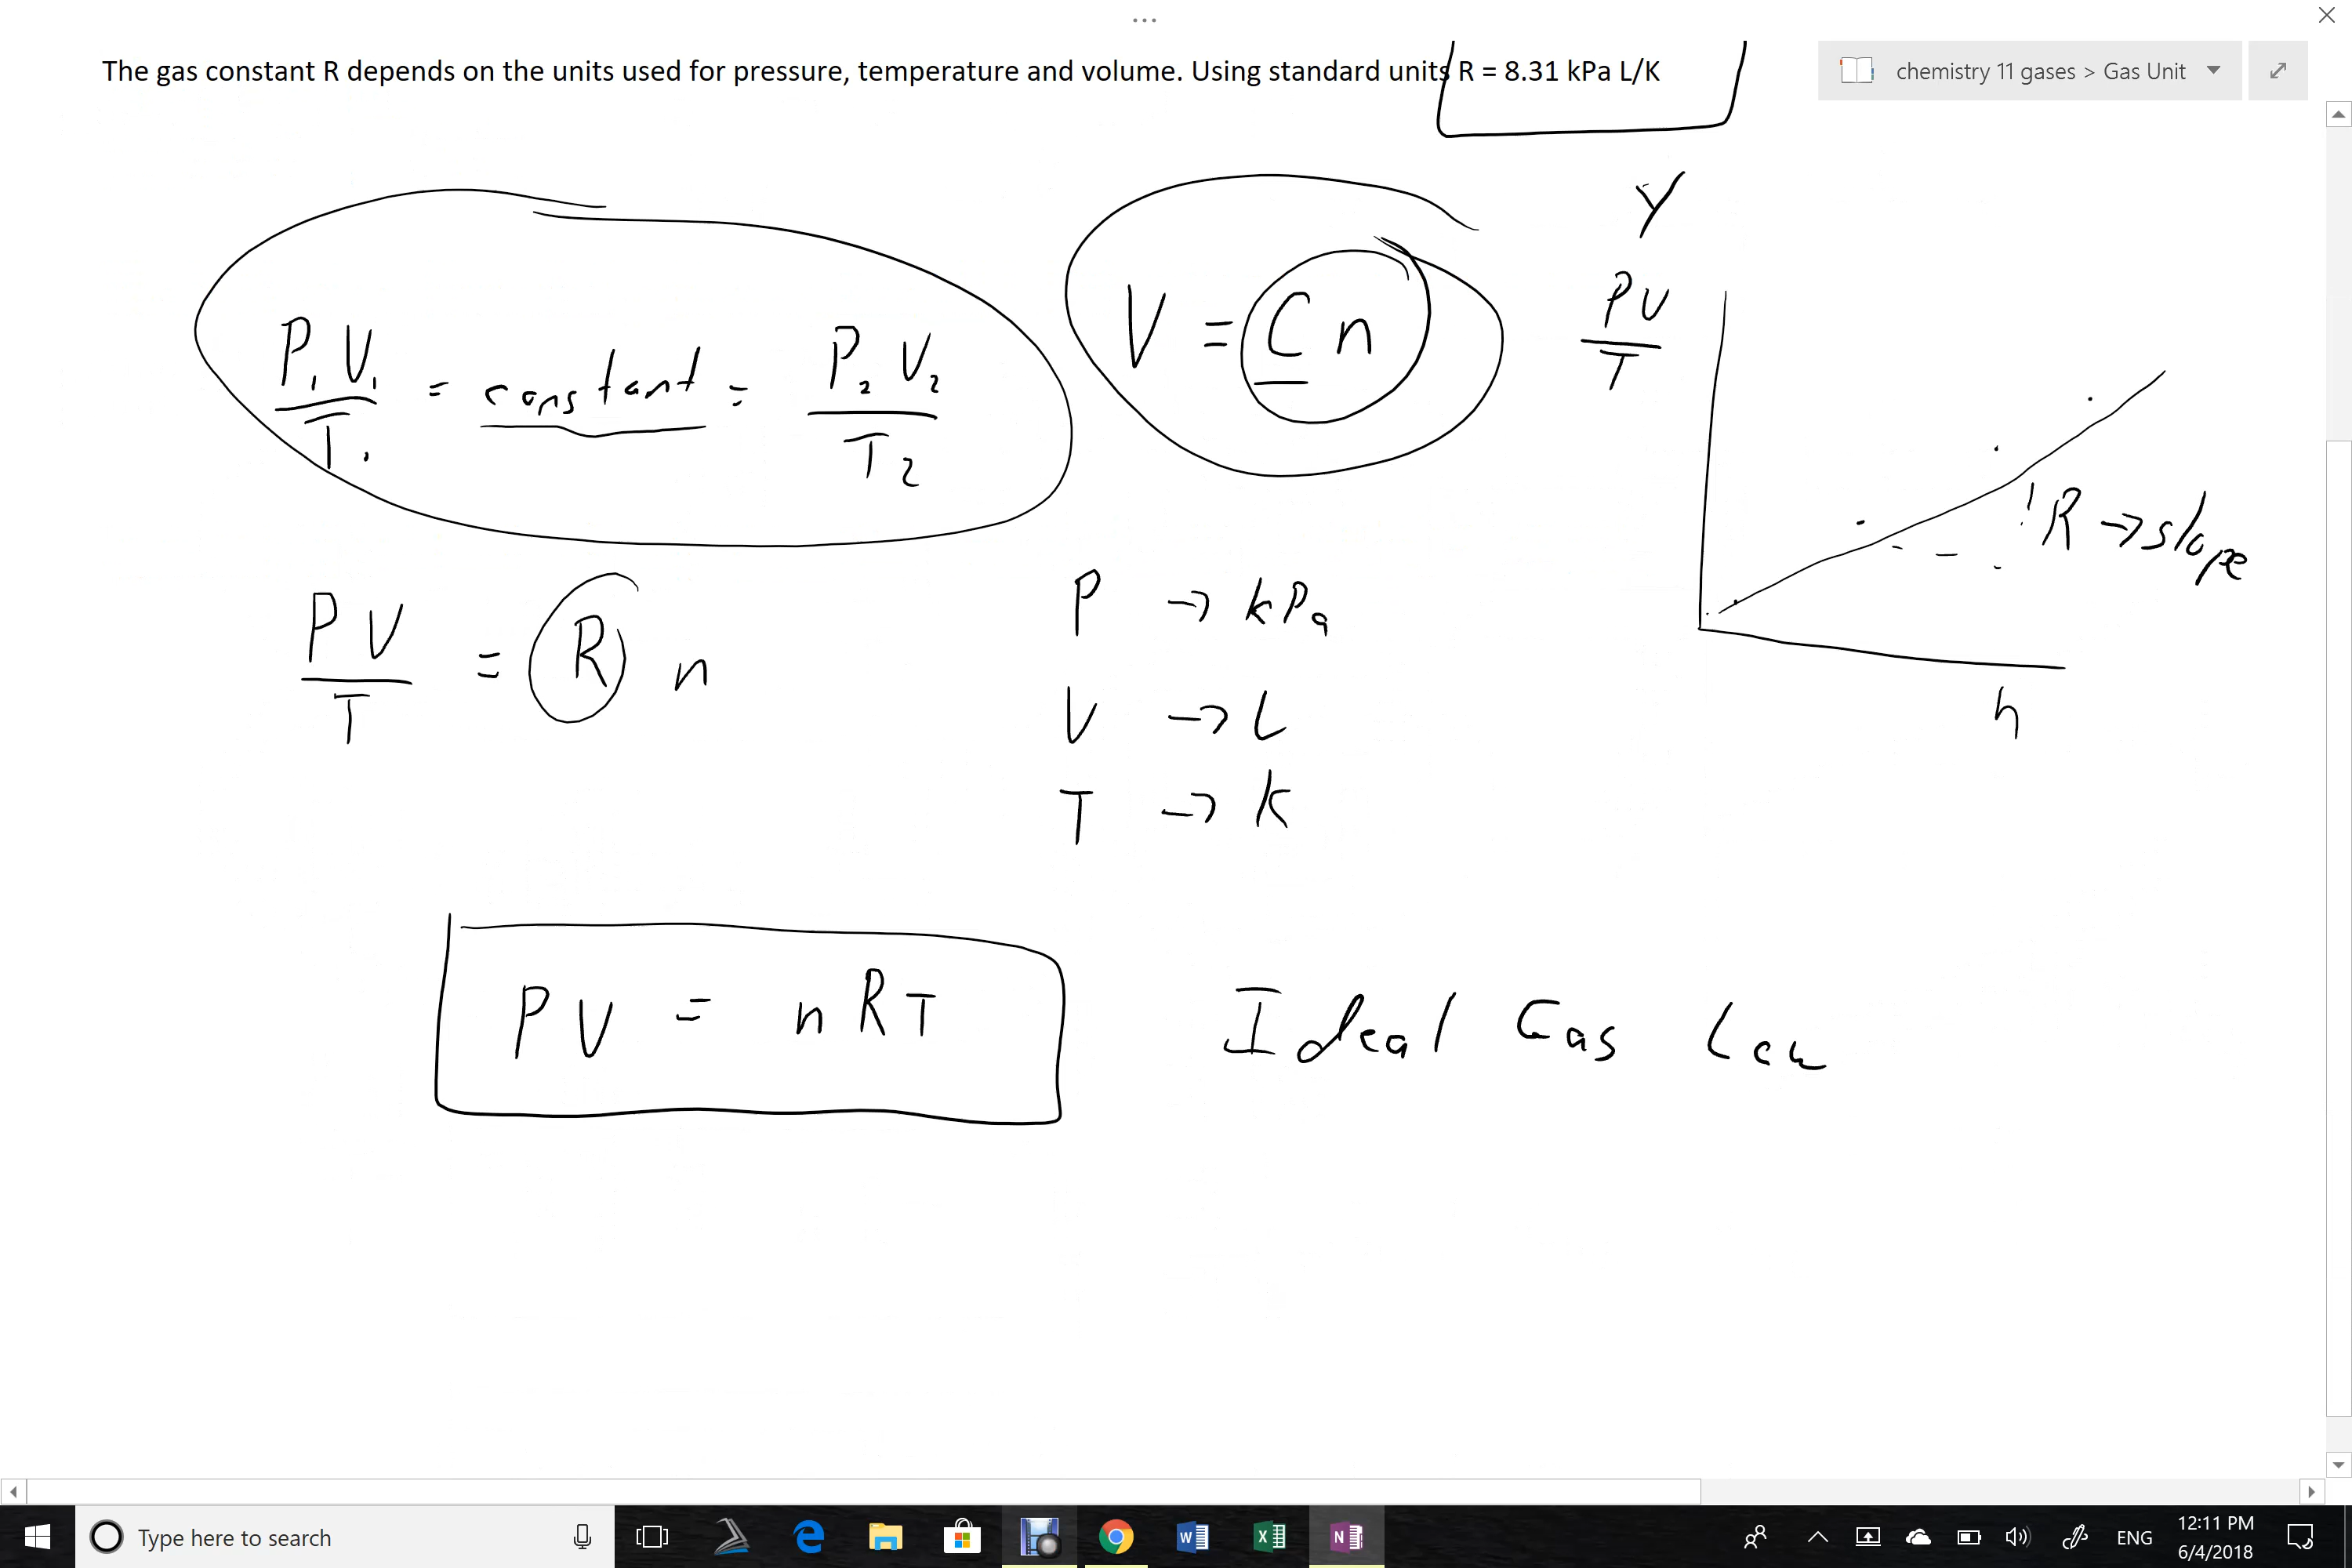 The gas constant R depends on the units used for pressure, temperature and volume. Using standard units R = 8.31 kPa L/K
chemistry 11 gases > Gas Unit
P₁V₁/T₁ = constant = P₂V₂/T₂
V = Cn
Y
PV/T
R → slope
n
PV/T = R n
P → kPa
V → L
T → K
PV = nRT
Ideal Gas Law
Type here to search
ENG
12:11 PM
6/4/2018